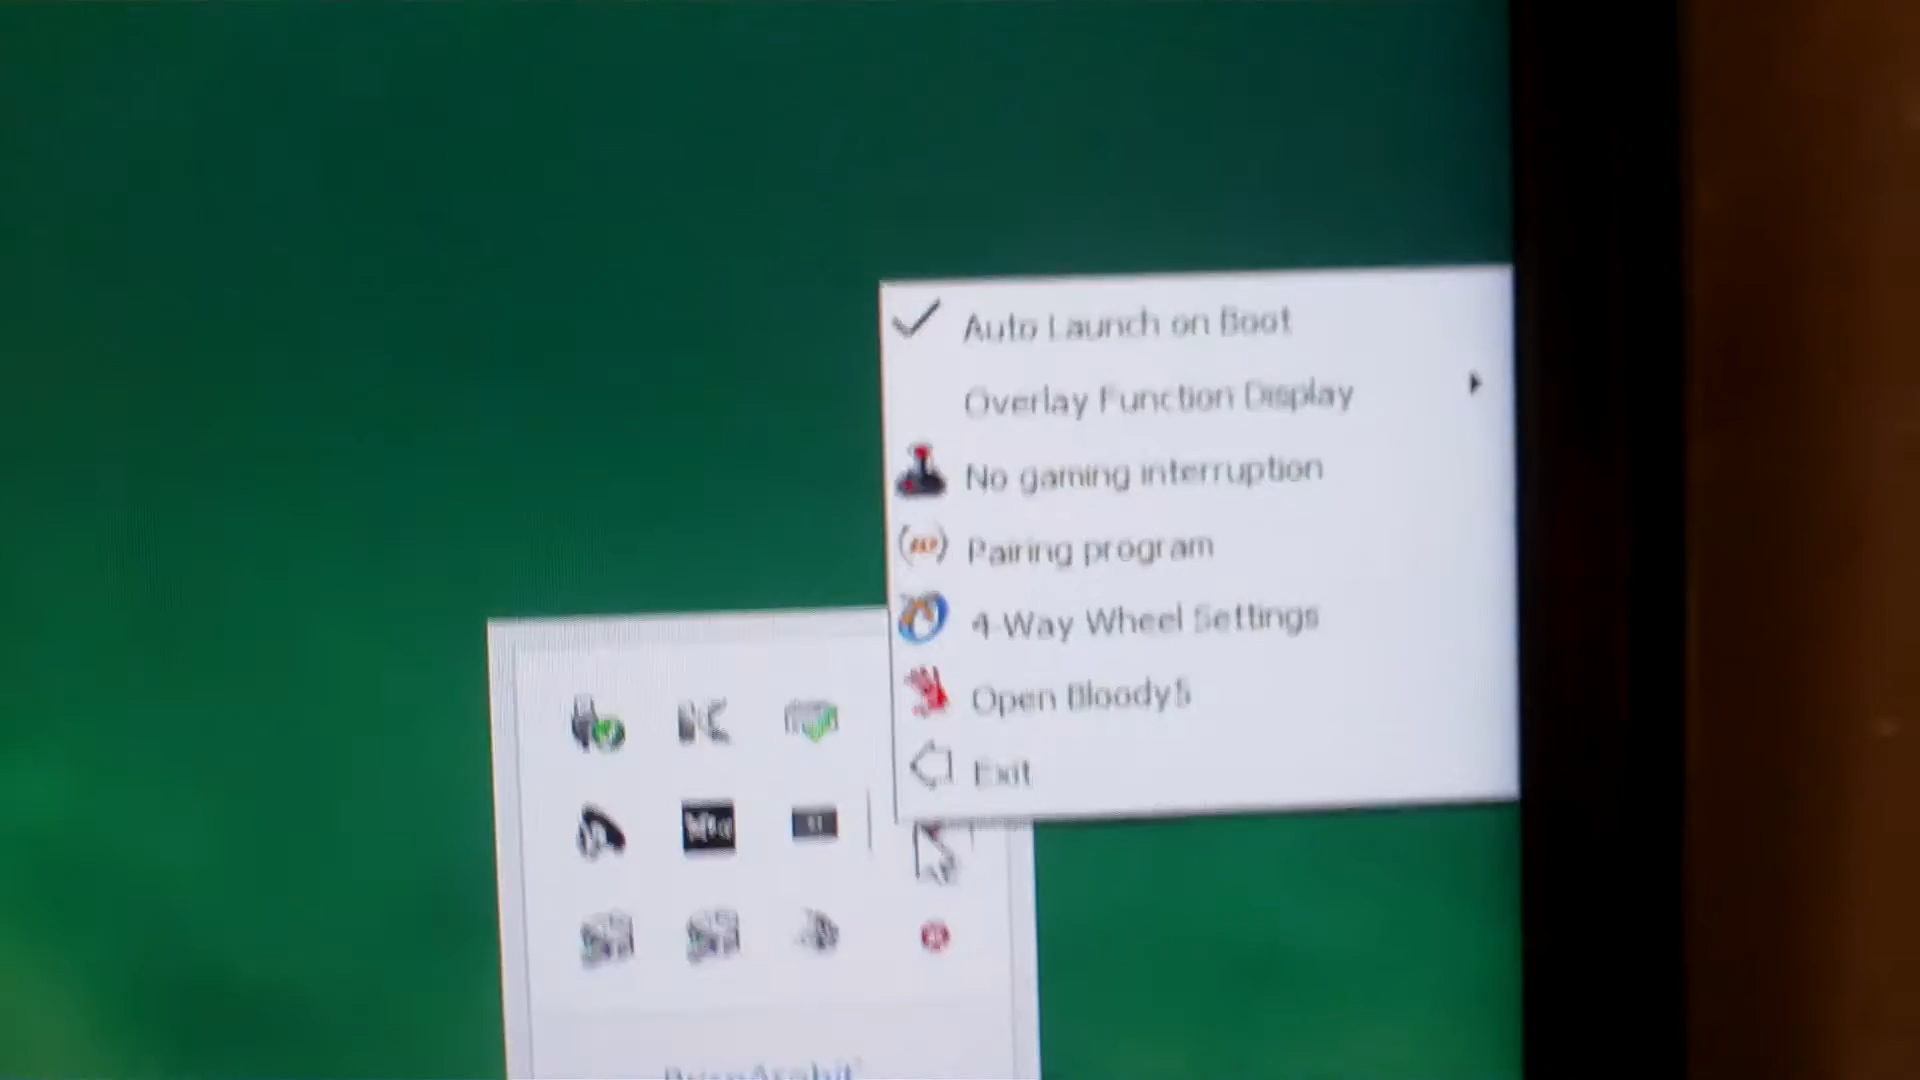 Auto Launch on Boot
Overlay Function Display
No gaming interruption
Pairing program
4-Way Wheel Settings
Open Bloody5
Exit